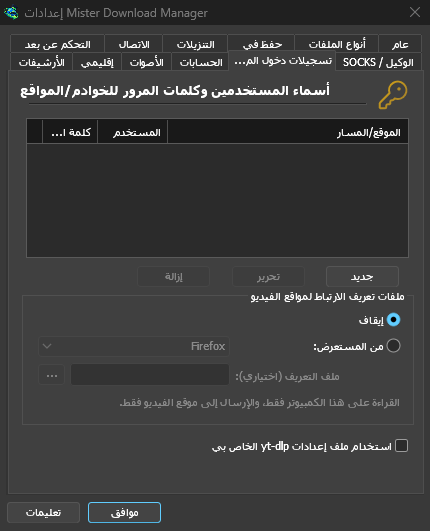 إعدادات Mister Download Manager
عام
أنواع الملفات
حفظ في
التنزيلات
الاتصال
التحكم عن بعد
الوكيل / SOCKS
تسجيلات دخول الم...
الحسابات
الأصوات
إقليمي
الأرشيفات
أسماء المستخدمين وكلمات المرور للخوادم/المواقع
الموقع/المسار
المستخدم
كلمة ا...
جديد
تحرير
إزالة
ملفات تعريف الارتباط لمواقع الفيديو
إيقاف
من المستعرض:
Firefox
ملف التعريف (اختياري):
...
القراءة على هذا الكمبيوتر فقط، والإرسال إلى موقع الفيديو فقط.
استخدام ملف إعدادات yt-dlp الخاص بي
موافق
تعليمات